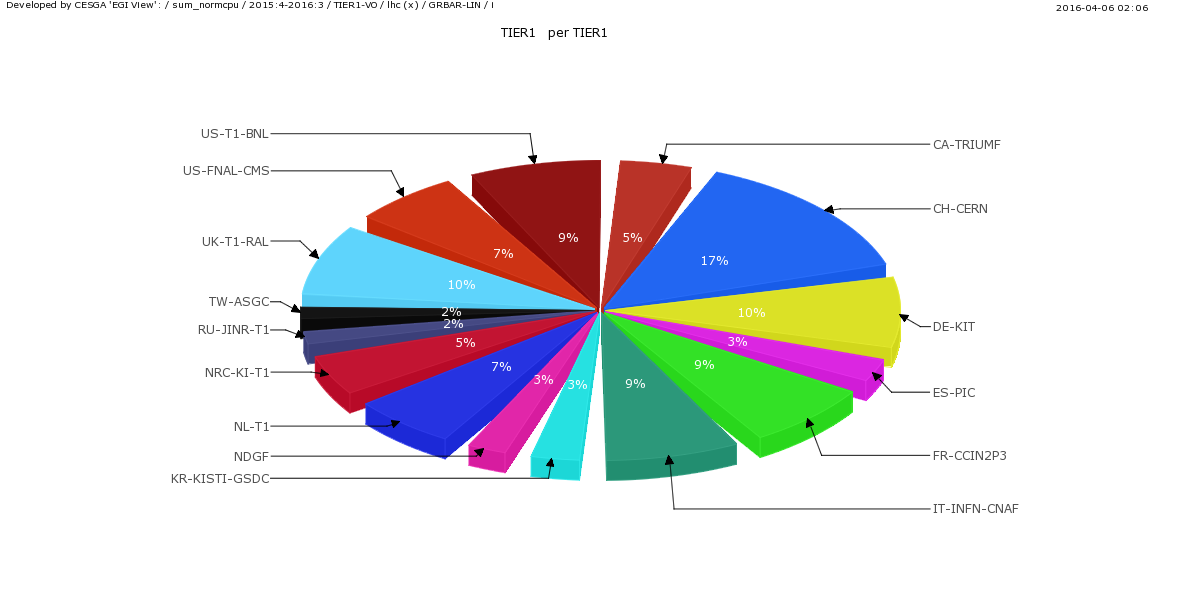 Developed by CESGA 'EGI View': / sum_normcpu / 2015:4-2016:3 / TIER1-VO / lhc (x) / GRBAR-LIN /
2016-04-06 02:06
TIER1 per TIER1
US-T1-BNL
CA-TRIUMF
US-FNAL-CMS
CH-CERN
UK-T1-RAL
9%
5%
7%
17%
10%
TW-ASGC
2%
10%
RU-JINR-T1
2%
DE-KIT
5%
3%
NRC-KI-T1
7%
9%
3%
3%
9%
ES-PIC
NL-T1
NDGF
FR-CCIN2P3
KR-KISTI-GSDC
IT-INFN-CNAF